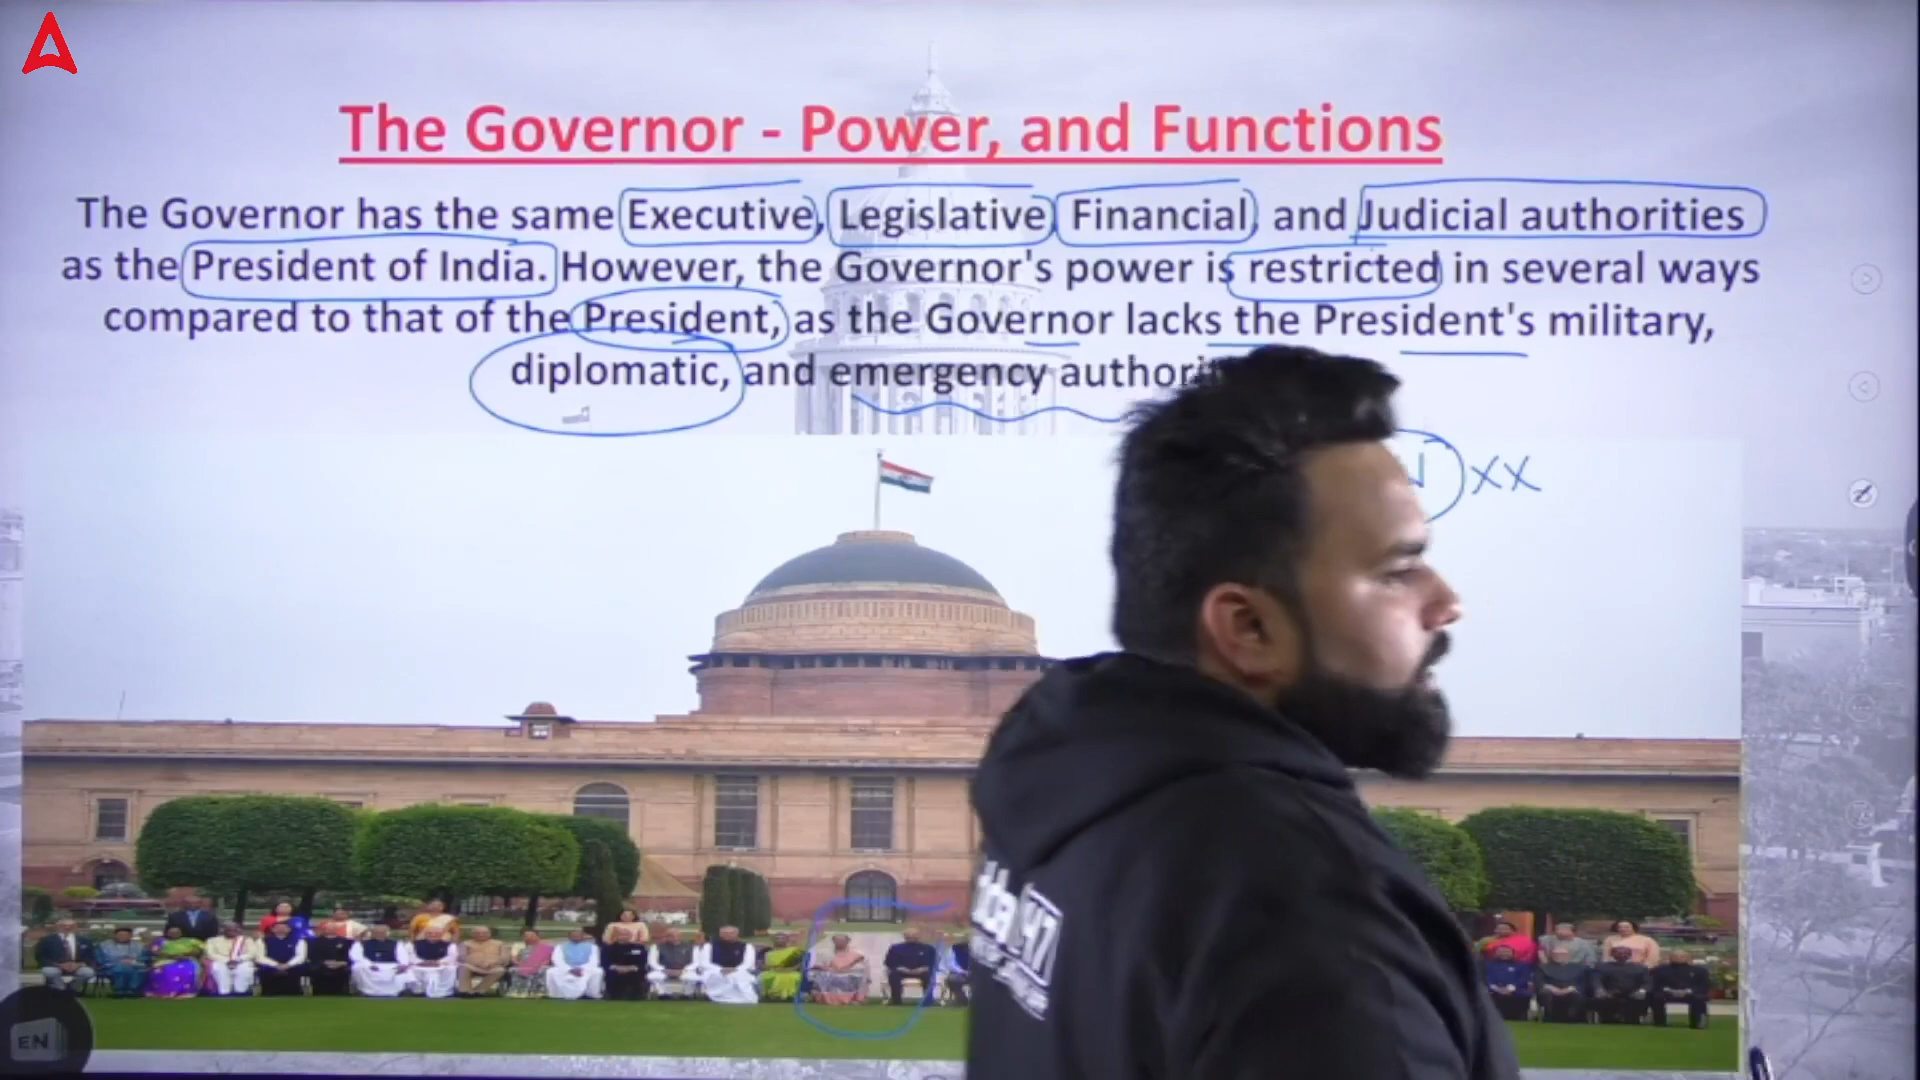 The Governor - Power, and Functions
The Governor has the same Executive, Legislative, Financial, and Judicial authorities
as the President of India. However, the Governor's power is restricted in several ways
compared to that of the President, as the Governor lacks the President's military,
diplomatic, and emergency
XX
247
EN